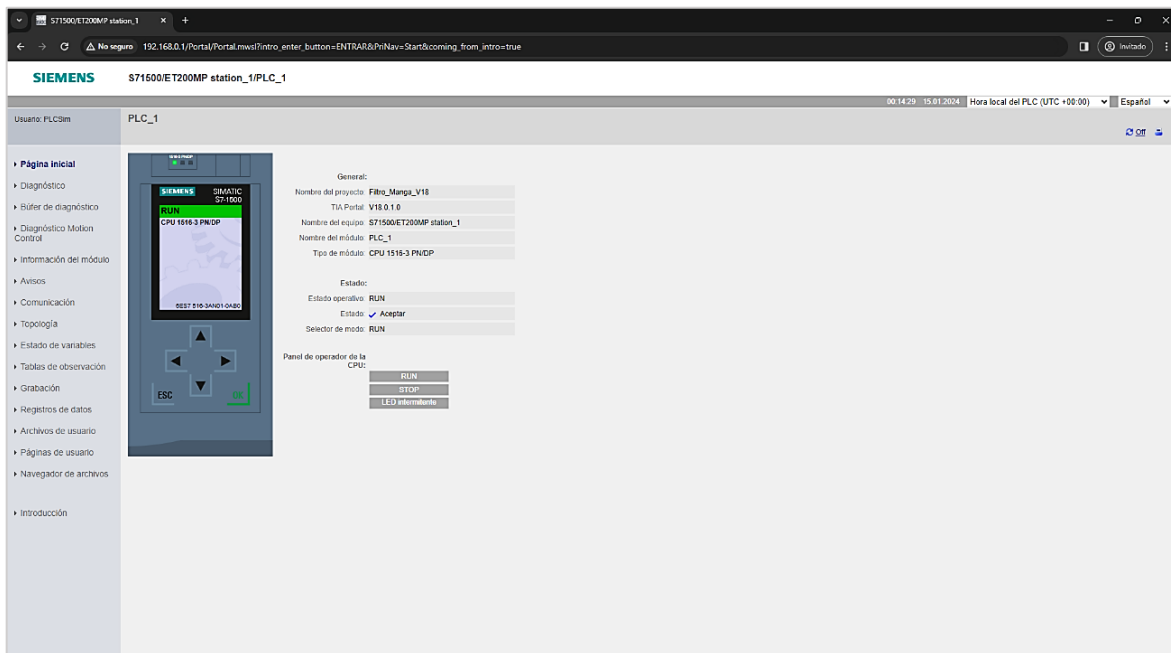 S71500/ET200MP station_1
No seguro
192.168.0.1/Portal/Portal.mwsl?intro_enter_button=ENTRAR&PriNav=Start&coming_from_intro=true
Invitado
SIEMENS
S71500/ET200MP station_1/PLC_1
00:14:29 15.01.2024
Hora local del PLC (UTC +00:00)
Español
Usuario: PLCSim
PLC_1
Off
Página inicial
Diagnóstico
Búfer de diagnóstico
Diagnóstico Motion
Control
Información del módulo
Avisos
Comunicación
Topología
Estado de variables
Tablas de observación
Grabación
Registros de datos
Archivos de usuario
Páginas de usuario
Navegador de archivos
Introducción
SIEMENS
SIMATIC
S7-1500
RUN
CPU 1516-3 PN/DP
6ES7 516-3AN01-0AB0
ESC
OK
General:
Nombre del proyecto: Filtro_Manga_V18
TIA Portal: V18.0.1.0
Nombre del equipo: S71500/ET200MP station_1
Nombre del módulo: PLC_1
Tipo de módulo: CPU 1516-3 PN/DP
Estado:
Estado operativo: RUN
Estado: Aceptar
Selector de modo: RUN
Panel de operador de la
CPU:
RUN
STOP
LED intermitente